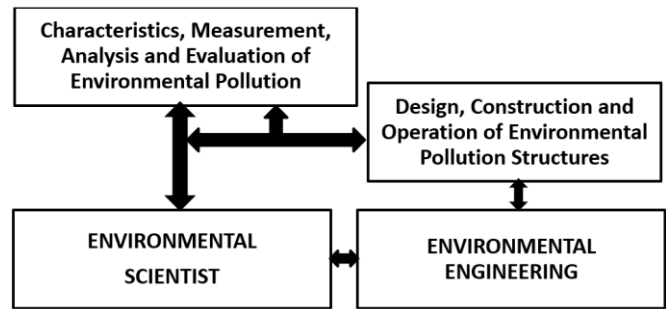 Characteristics, Measurement,
Analysis and Evaluation of
Environmental Pollution
Design, Construction and
Operation of Environmental
Pollution Structures
ENVIRONMENTAL
SCIENTIST
ENVIRONMENTAL
ENGINEERING